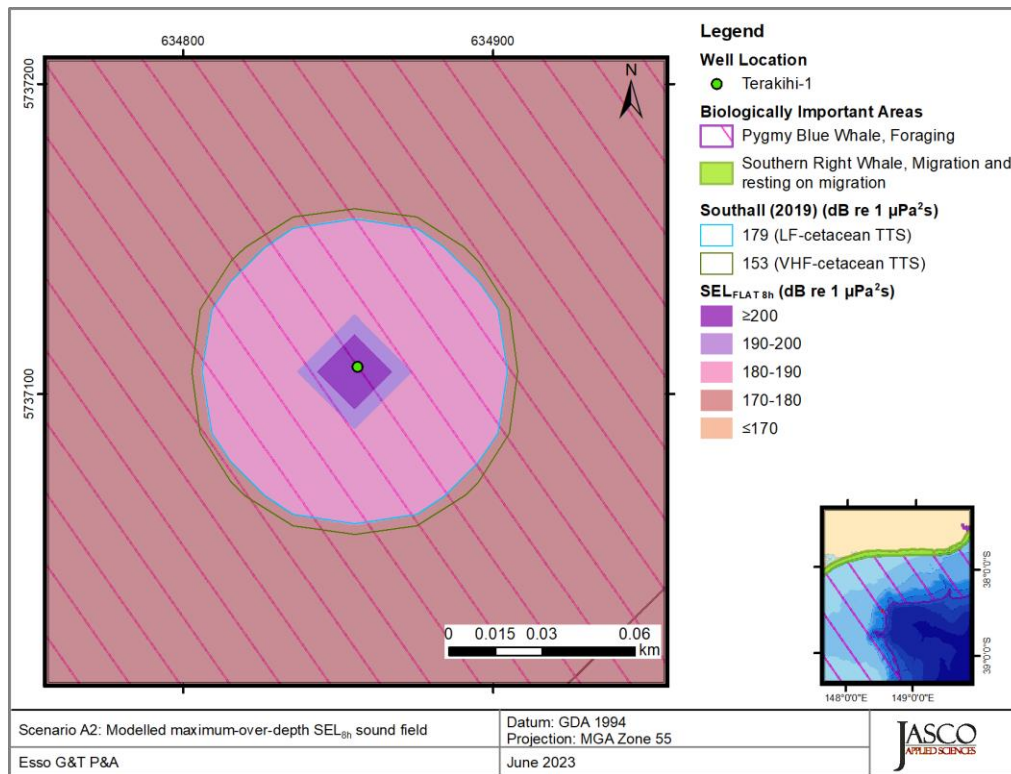 634800
634900
5737200
5737100
N
0 0.015 0.03 0.06
km
Legend
Well Location
Terakihi-1
Biologically Important Areas
Pygmy Blue Whale, Foraging
Southern Right Whale, Migration and
resting on migration
Southall (2019) (dB re 1 µPa²s)
179 (LF-cetacean TTS)
153 (VHF-cetacean TTS)
SELFLAT 8h (dB re 1 µPa²s)
≥200
190-200
180-190
170-180
≤170
38°0'0"S
39°0'0"S
148°0'0"E
149°0'0"E
Scenario A2: Modelled maximum-over-depth SEL8h sound field
Datum: GDA 1994
Projection: MGA Zone 55
Esso G&T P&A
June 2023
JASCO
APPLIED SCIENCES